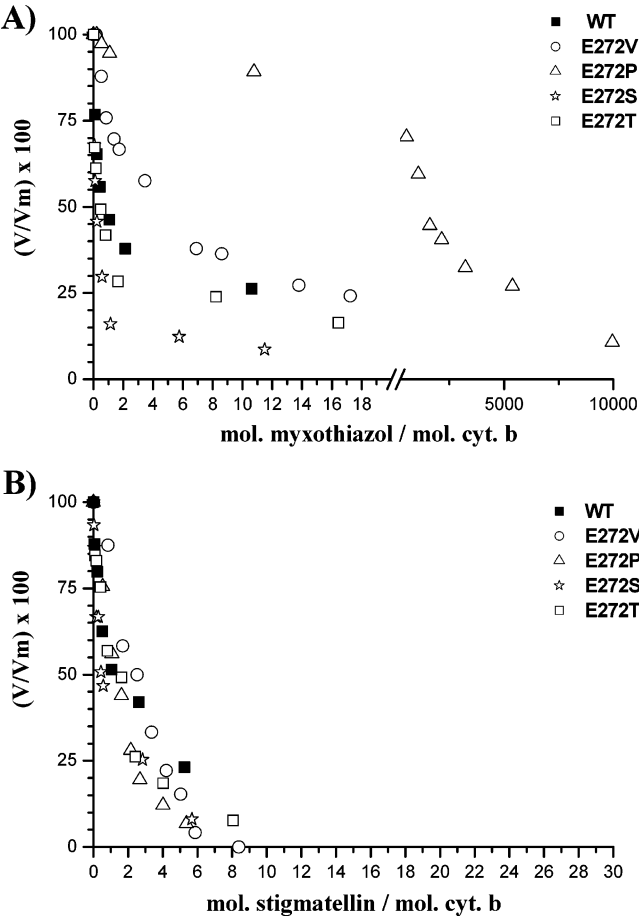 A)
WT
E272V
E272P
E272S
E272T
(V/Vm) x 100
100
75
50
25
0
0 2 4 6 8 10 12 14 16 18 5000 10000
mol. myxothiazol / mol. cyt. b
B)
WT
E272V
E272P
E272S
E272T
(V/Vm) x 100
100
75
50
25
0
0 2 4 6 8 10 12 14 16 18 20 22 24 26 28 30
mol. stigmatellin / mol. cyt. b